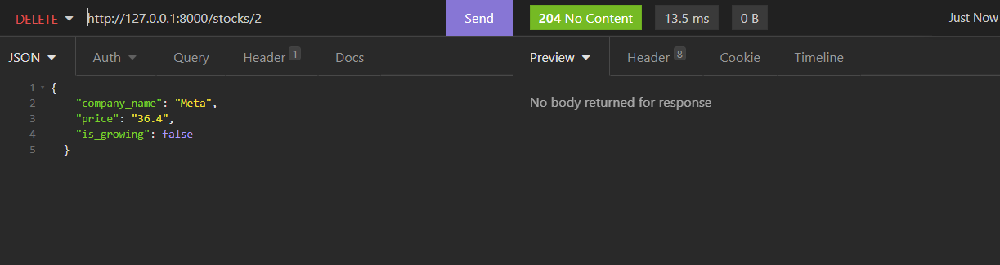 DELETE http://127.0.0.1:8000/stocks/2 Send 204 No Content 13.5 ms 0 B Just Now
JSON Auth Query Header 1 Docs Preview Header 8 Cookie Timeline
1 {
2 "company_name": "Meta",
3 "price": "36.4",
4 "is_growing": false
5 }
No body returned for response